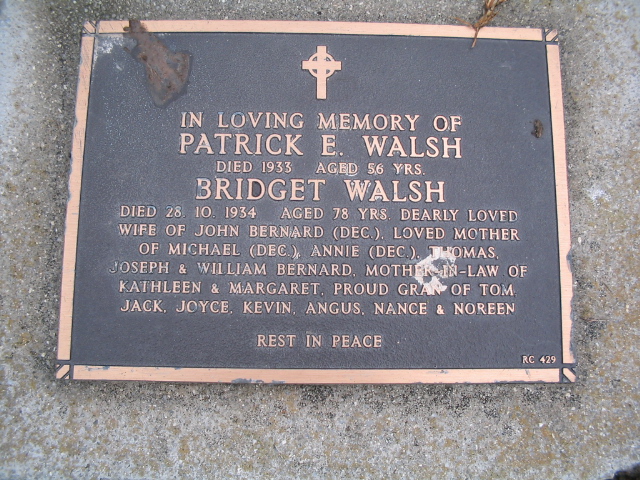 IN LOVING MEMORY OF
PATRICK E. WALSH
DIED 1933 AGED 56 YRS.
BRIDGET WALSH
DIED 28. 10. 1934 AGED 78 YRS. DEARLY LOVED
WIFE OF JOHN BERNARD (DEC.), LOVED MOTHER
OF MICHAEL (DEC.), ANNIE (DEC.), THOMAS,
JOSEPH & WILLIAM BERNARD, MOTHER-IN-LAW OF
KATHLEEN & MARGARET, PROUD GRAN OF TOM,
JACK, JOYCE, KEVIN, ANGUS, NANCE & NOREEN
REST IN PEACE
RC 429